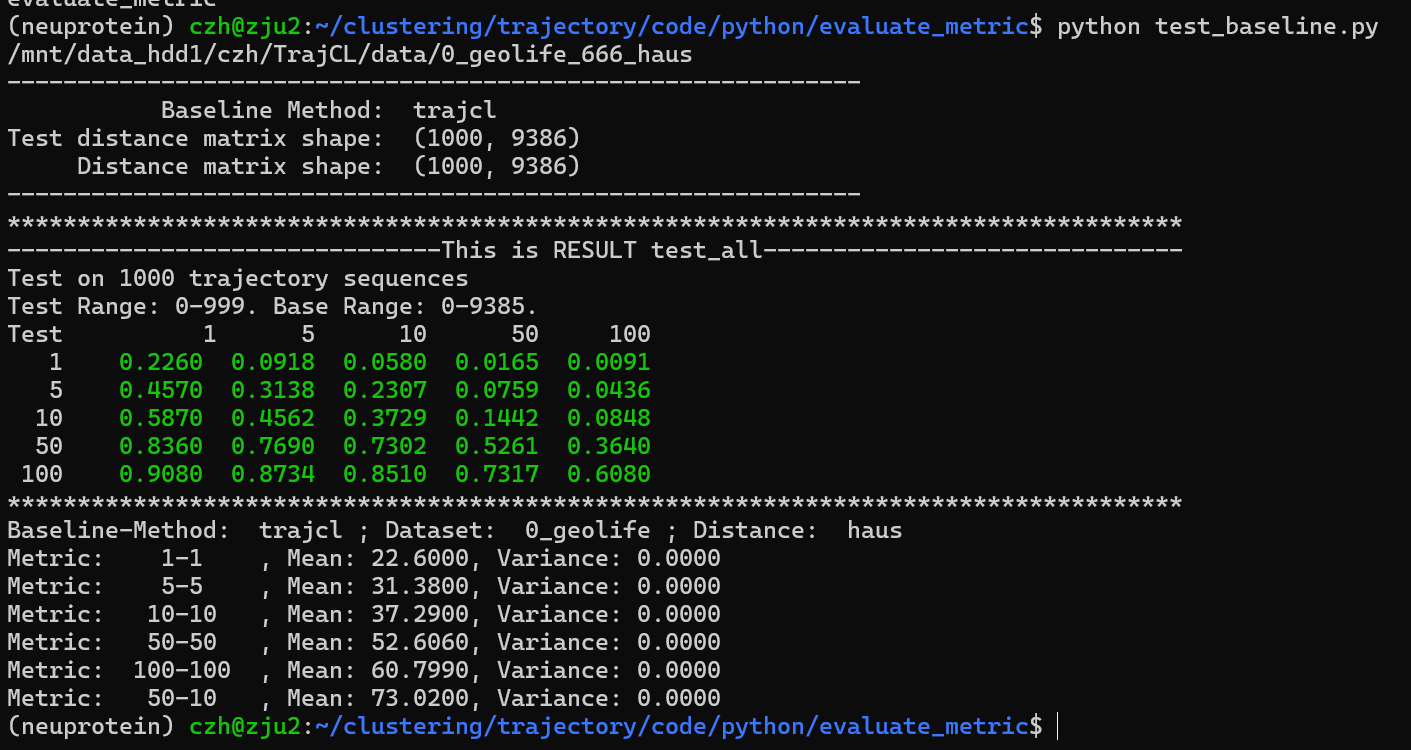 evaluate_metric
(neuprotein) czh@zju2:~/clustering/trajectory/code/python/evaluate_metric$ python test_baseline.py
/mnt/data_hdd1/czh/TrajCL/data/0_geolife_666_haus
-------------------------------------------------------------
           Baseline Method:  trajcl
Test distance matrix shape:  (1000, 9386)
     Distance matrix shape:  (1000, 9386)
-------------------------------------------------------------
************************************************************************************
-------------------------------This is RESULT test_all------------------------------
Test on 1000 trajectory sequences
Test Range: 0-999. Base Range: 0-9385.
Test          1      5      10      50     100
   1    0.2260  0.0918  0.0580  0.0165  0.0091
   5    0.4570  0.3138  0.2307  0.0759  0.0436
  10    0.5870  0.4562  0.3729  0.1442  0.0848
  50    0.8360  0.7690  0.7302  0.5261  0.3640
 100    0.9080  0.8734  0.8510  0.7317  0.6080
************************************************************************************
Baseline-Method:  trajcl ; Dataset:  0_geolife ; Distance:  haus
Metric:    1-1    , Mean: 22.6000, Variance: 0.0000
Metric:    5-5    , Mean: 31.3800, Variance: 0.0000
Metric:   10-10   , Mean: 37.2900, Variance: 0.0000
Metric:   50-50   , Mean: 52.6060, Variance: 0.0000
Metric:  100-100  , Mean: 60.7990, Variance: 0.0000
Metric:   50-10   , Mean: 73.0200, Variance: 0.0000
(neuprotein) czh@zju2:~/clustering/trajectory/code/python/evaluate_metric$